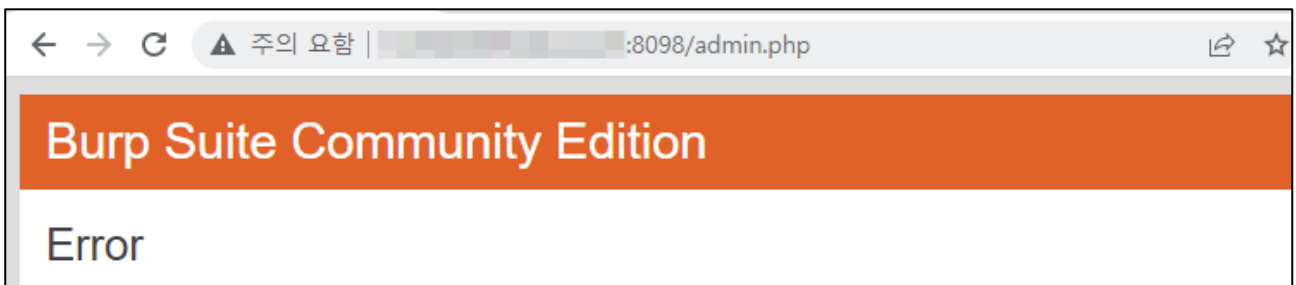 주의 요함 | :8098/admin.php
Burp Suite Community Edition
Error